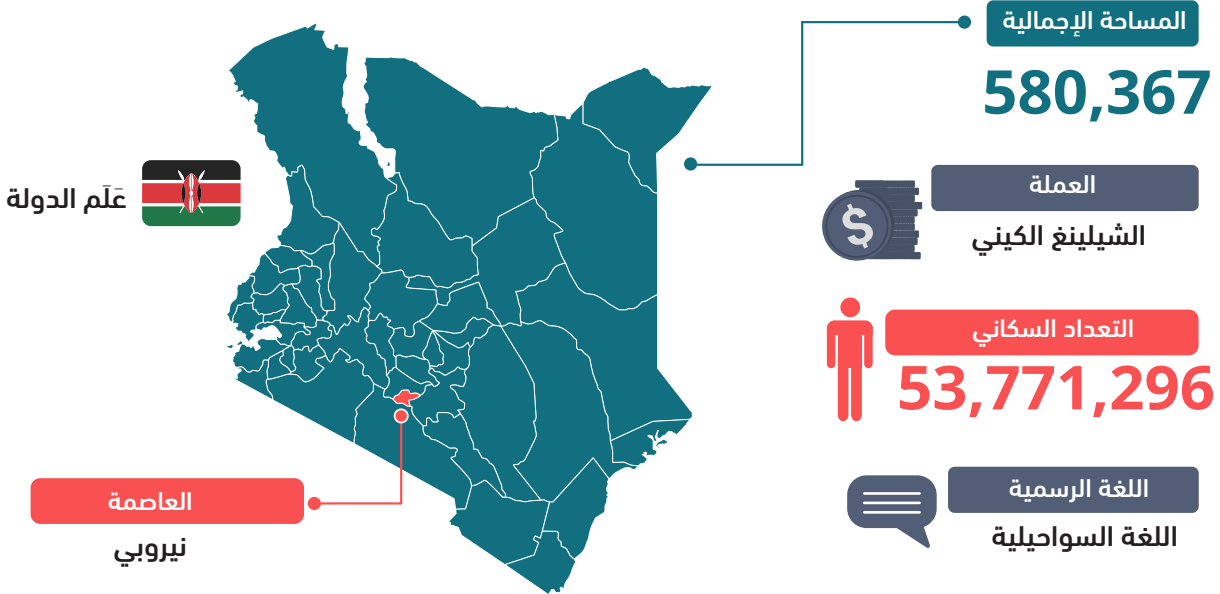 المساحة الإجمالية
580,367
العملة
الشيلينغ الكيني
$
التعداد السكاني
53,771,296
اللغة الرسمية
اللغة السواحيلية
عَلَم الدولة
العاصمة
نيروبي